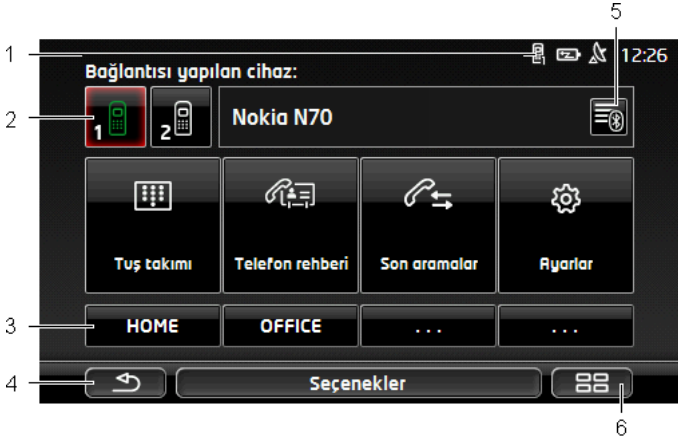 5
1
12:26
Bağlantısı yapılan cihaz:
2
1
2
Nokia N70
Tuş takımı
Telefon rehberi
Son aramalar
Ayarlar
3
HOME
OFFICE
...
...
4
Seçenekler
6